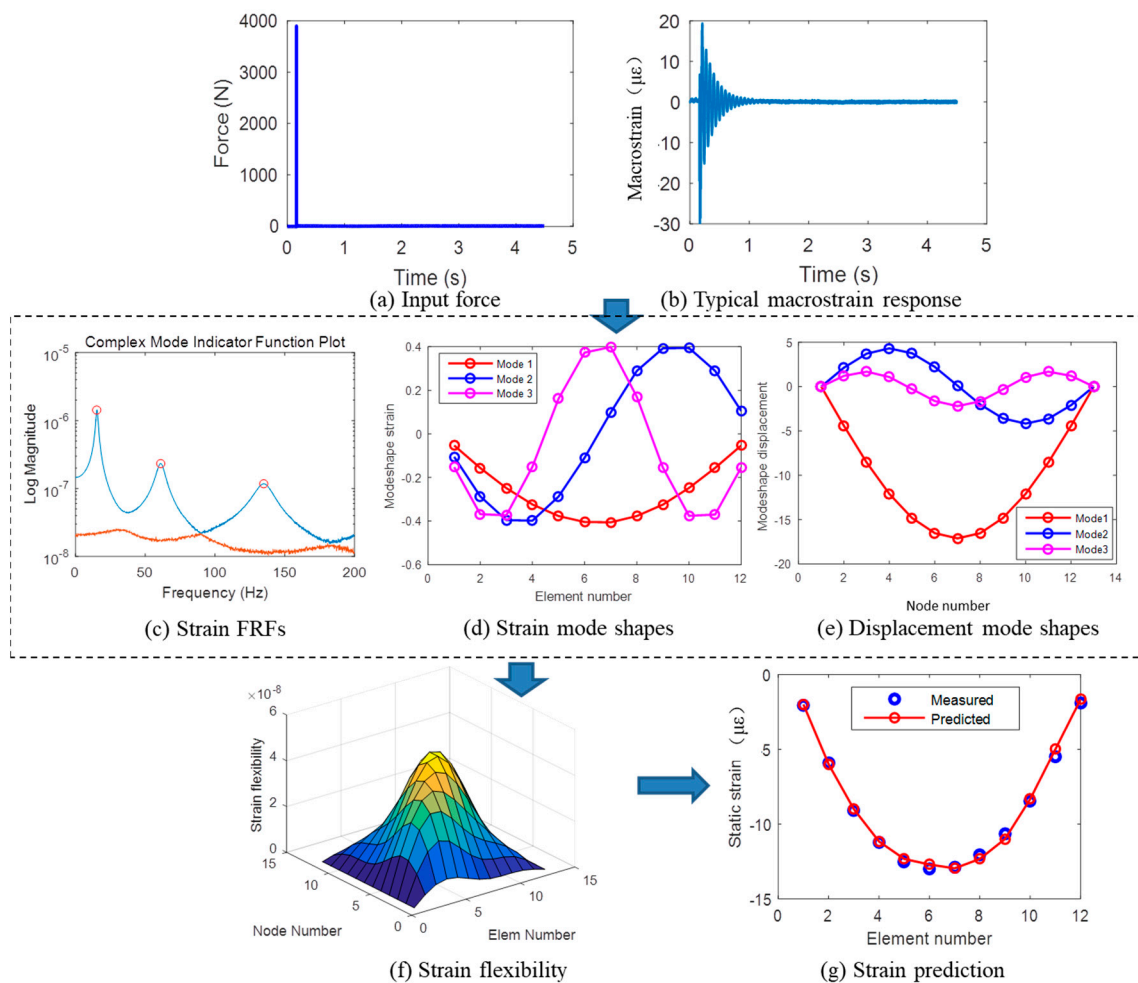 4000
3000
2000
1000
0
Force (N)
0 1 2 3 4 5
Time (s)
(a) Input force
20
10
0
-10
-20
-30
Macrostrain (με)
0 1 2 3 4 5
Time (s)
(b) Typical macrostrain response
Complex Mode Indicator Function Plot
10-5
10-6
10-7
10-8
Log Magnitude
0 50 100 150 200
Frequency (Hz)
(c) Strain FRFs
0.4
0.2
0
-0.2
-0.4
-0.6
Modeshape strain
Mode 1
Mode 2
Mode 3
0 2 4 6 8 10 12
Element number
(d) Strain mode shapes
5
0
-5
-10
-15
-20
Modeshape displacement
Mode1
Mode2
Mode3
0 2 4 6 8 10 12 14
Node number
(e) Displacement mode shapes
×10-8
6
4
2
0
Strain flexibility
15
10
5
0
Node Number
0
5
10
15
Elem Number
(f) Strain flexibility
0
-5
-10
-15
Static strain (με)
Measured
Predicted
0 2 4 6 8 10 12
Element number
(g) Strain prediction